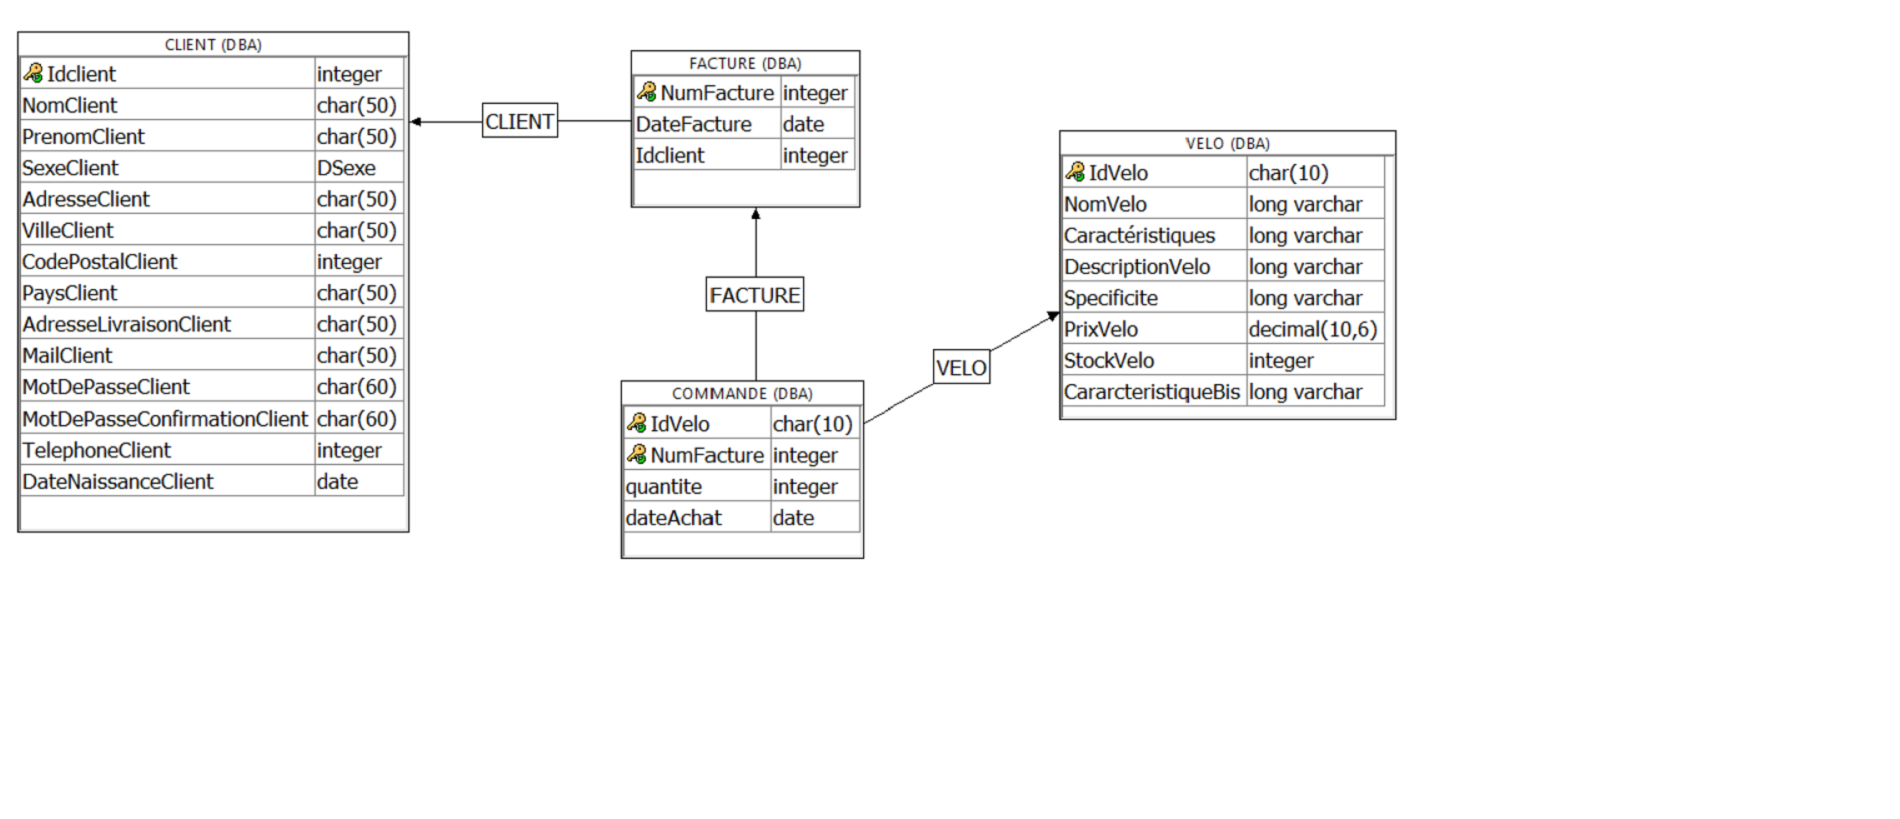 CLIENT (DBA)
Idclient integer
NomClient char(50)
PrenomClient char(50)
SexeClient DSexe
AdresseClient char(50)
VilleClient char(50)
CodePostalClient integer
PaysClient char(50)
AdresseLivraisonClient char(50)
MailClient char(50)
MotDePasseClient char(60)
MotDePasseConfirmationClient char(60)
TelephoneClient integer
DateNaissanceClient date
CLIENT
FACTURE (DBA)
NumFacture integer
DateFacture date
Idclient integer
FACTURE
COMMANDE (DBA)
IdVelo char(10)
NumFacture integer
quantite integer
dateAchat date
VELO
VELO (DBA)
IdVelo char(10)
NomVelo long varchar
Caractéristiques long varchar
DescriptionVelo long varchar
Specificite long varchar
PrixVelo decimal(10,6)
StockVelo integer
CararcteristiqueBis long varchar